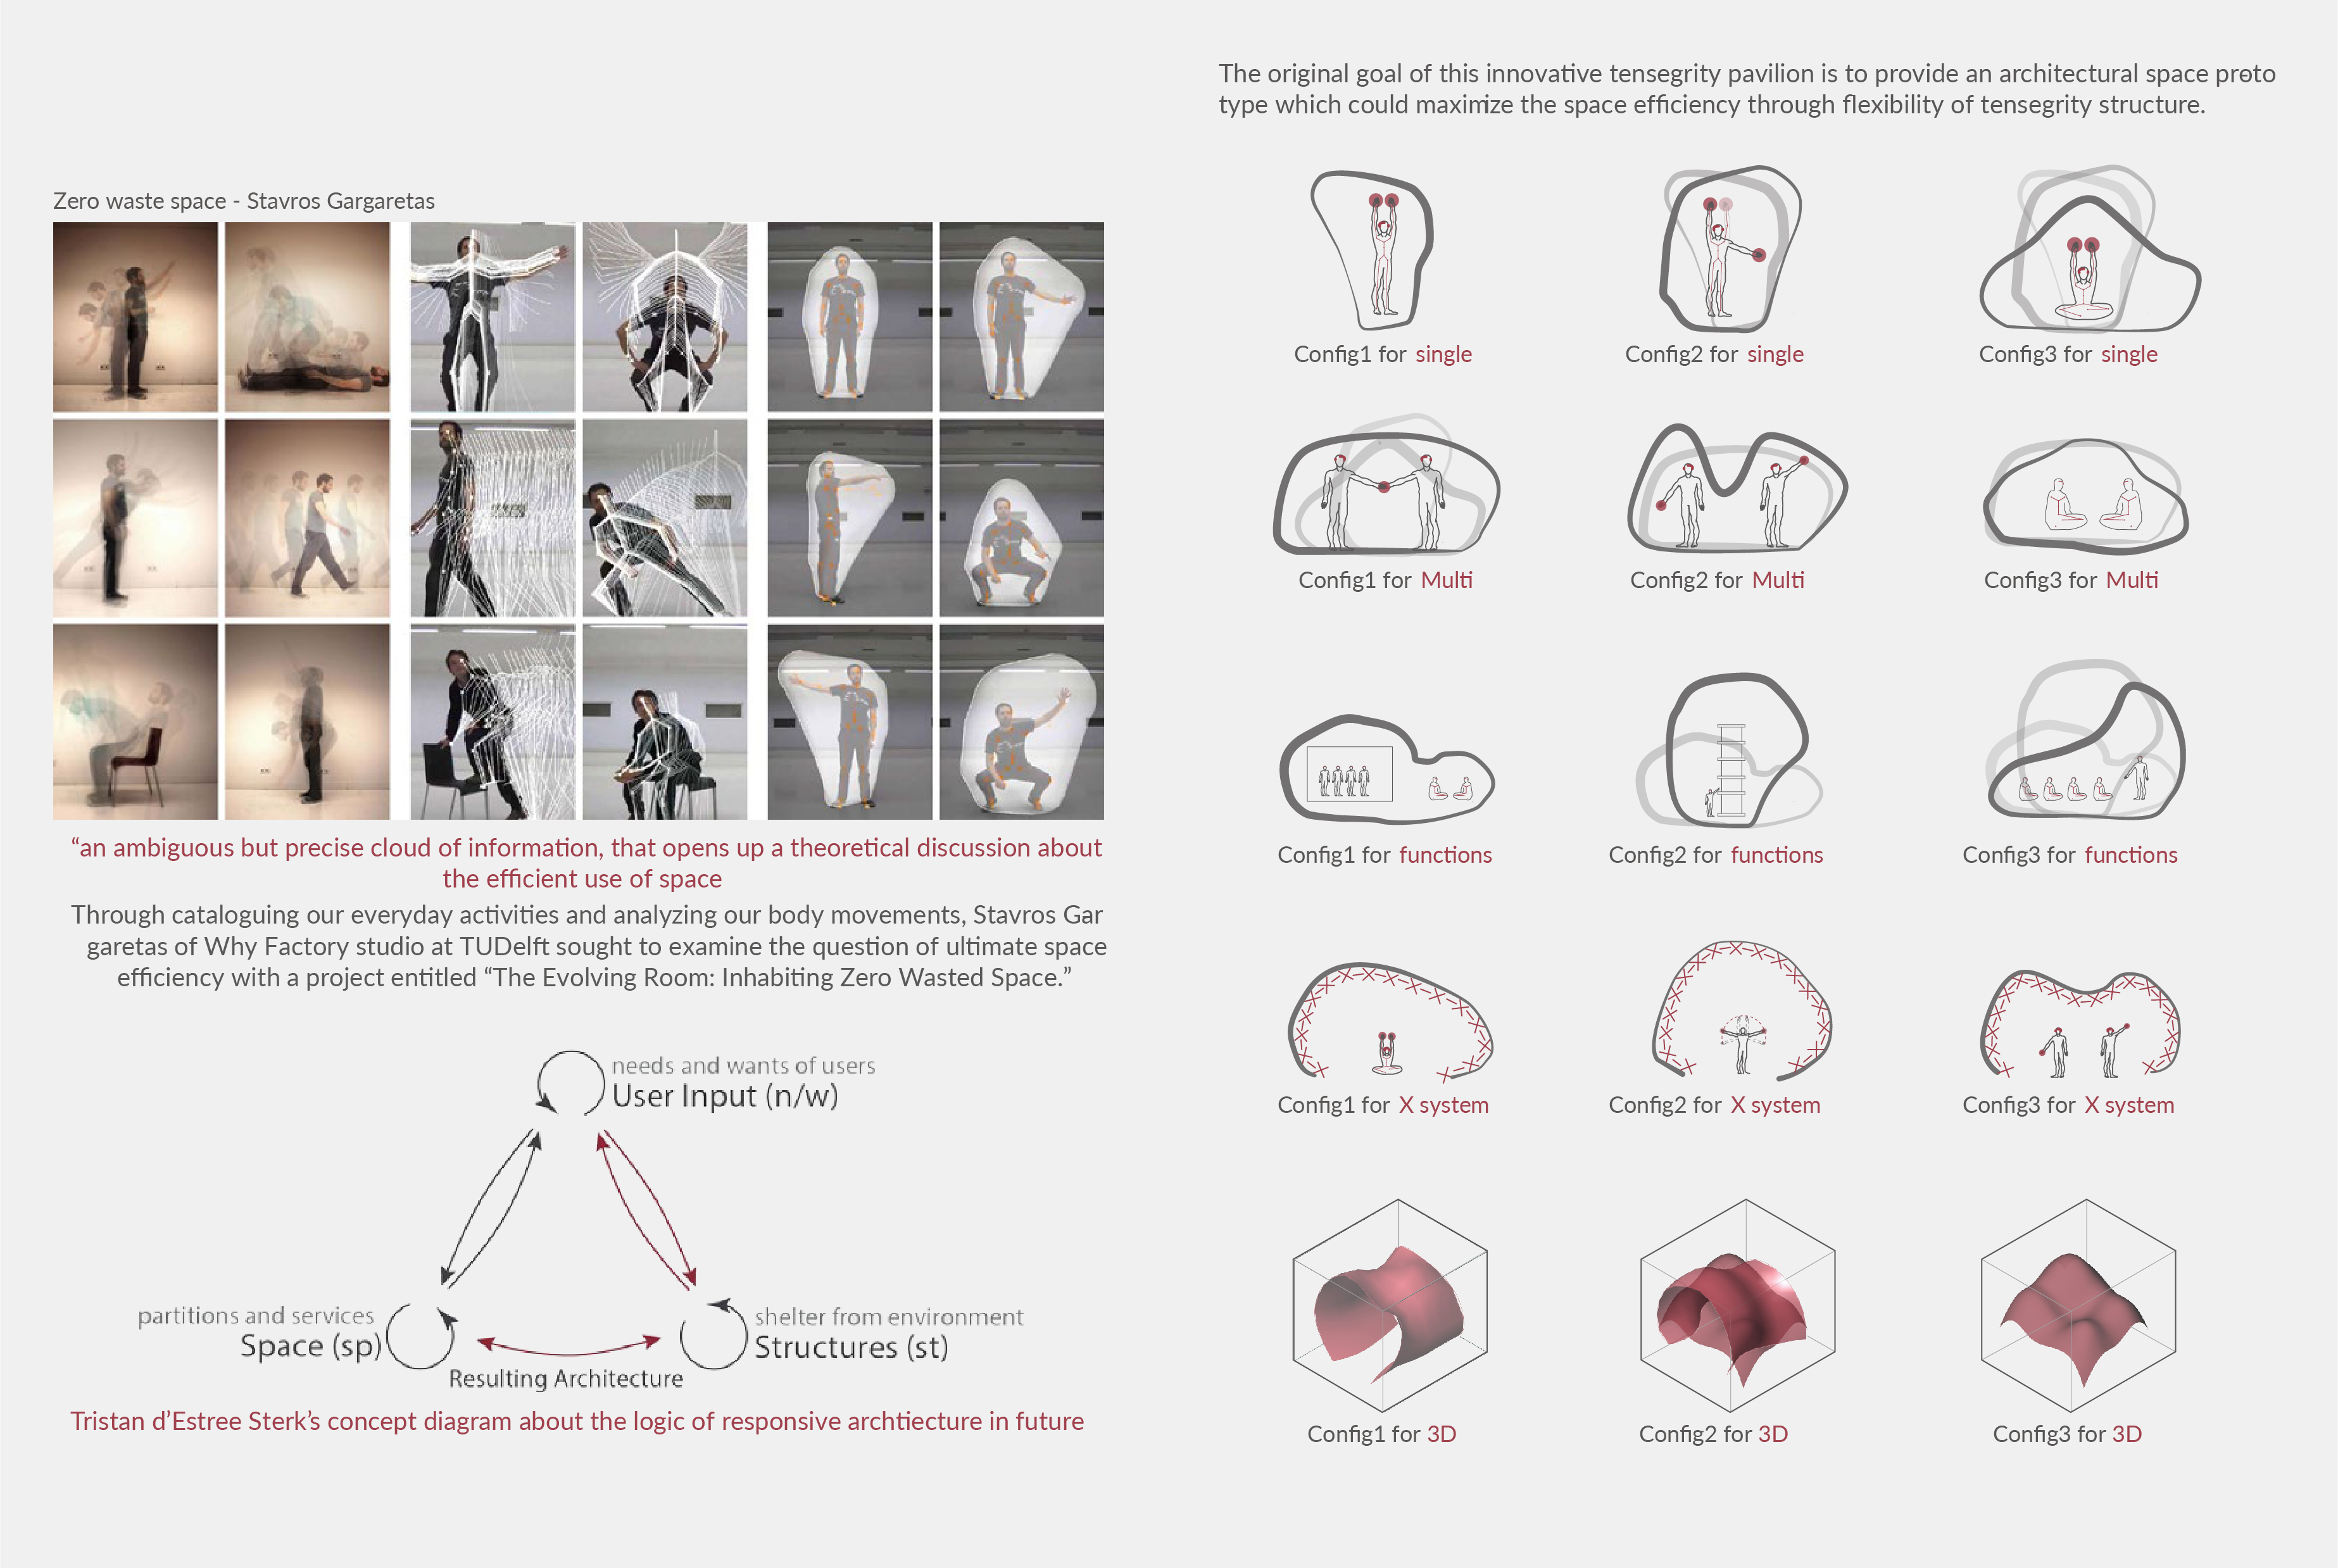 Zero waste space - Stavros Gargaretas
“an ambiguous but precise cloud of information, that opens up a theoretical discussion about
the efficient use of space
Through cataloguing our everyday activities and analyzing our body movements, Stavros Gar
garetas of Why Factory studio at TUDelft sought to examine the question of ultimate space
efficiency with a project entitled “The Evolving Room: Inhabiting Zero Wasted Space.”
needs and wants of users
User Input (n/w)
partitions and services
Space (sp)
shelter from environment
Structures (st)
Resulting Architecture
Tristan d’Estree Sterk’s concept diagram about the logic of responsive archtiecture in future
The original goal of this innovative tensegrity pavilion is to provide an architectural space proto
type which could maximize the space efficiency through flexibility of tensegrity structure.
Config1 for single
Config2 for single
Config3 for single
Config1 for Multi
Config2 for Multi
Config3 for Multi
Config1 for functions
Config2 for functions
Config3 for functions
Config1 for X system
Config2 for X system
Config3 for X system
Config1 for 3D
Config2 for 3D
Config3 for 3D